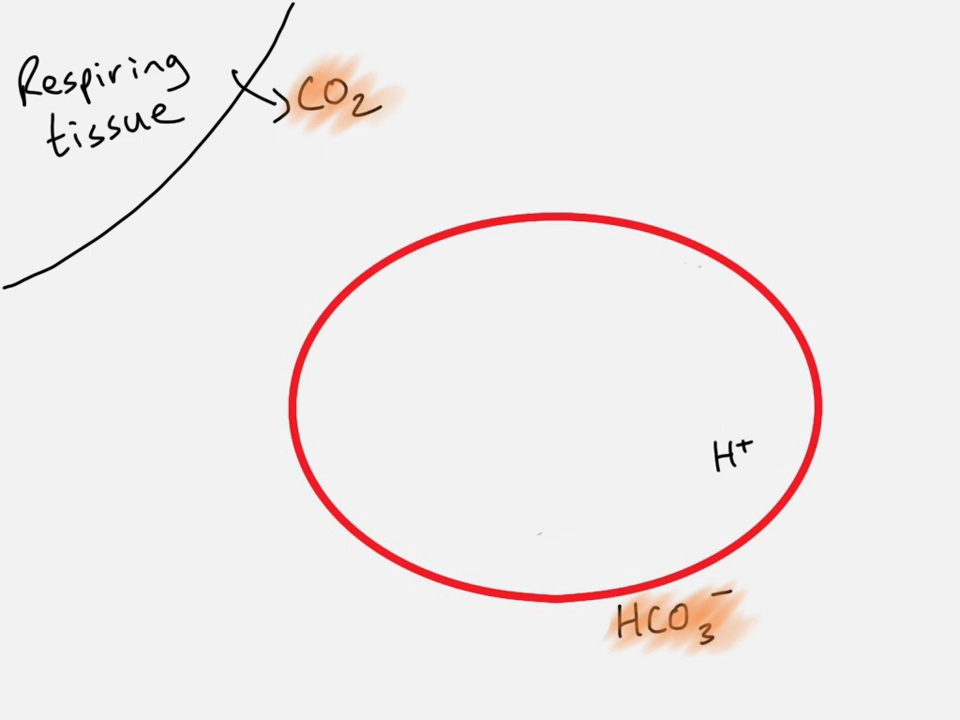 Respiring
tissue
CO₂
H⁺
HCO₃⁻